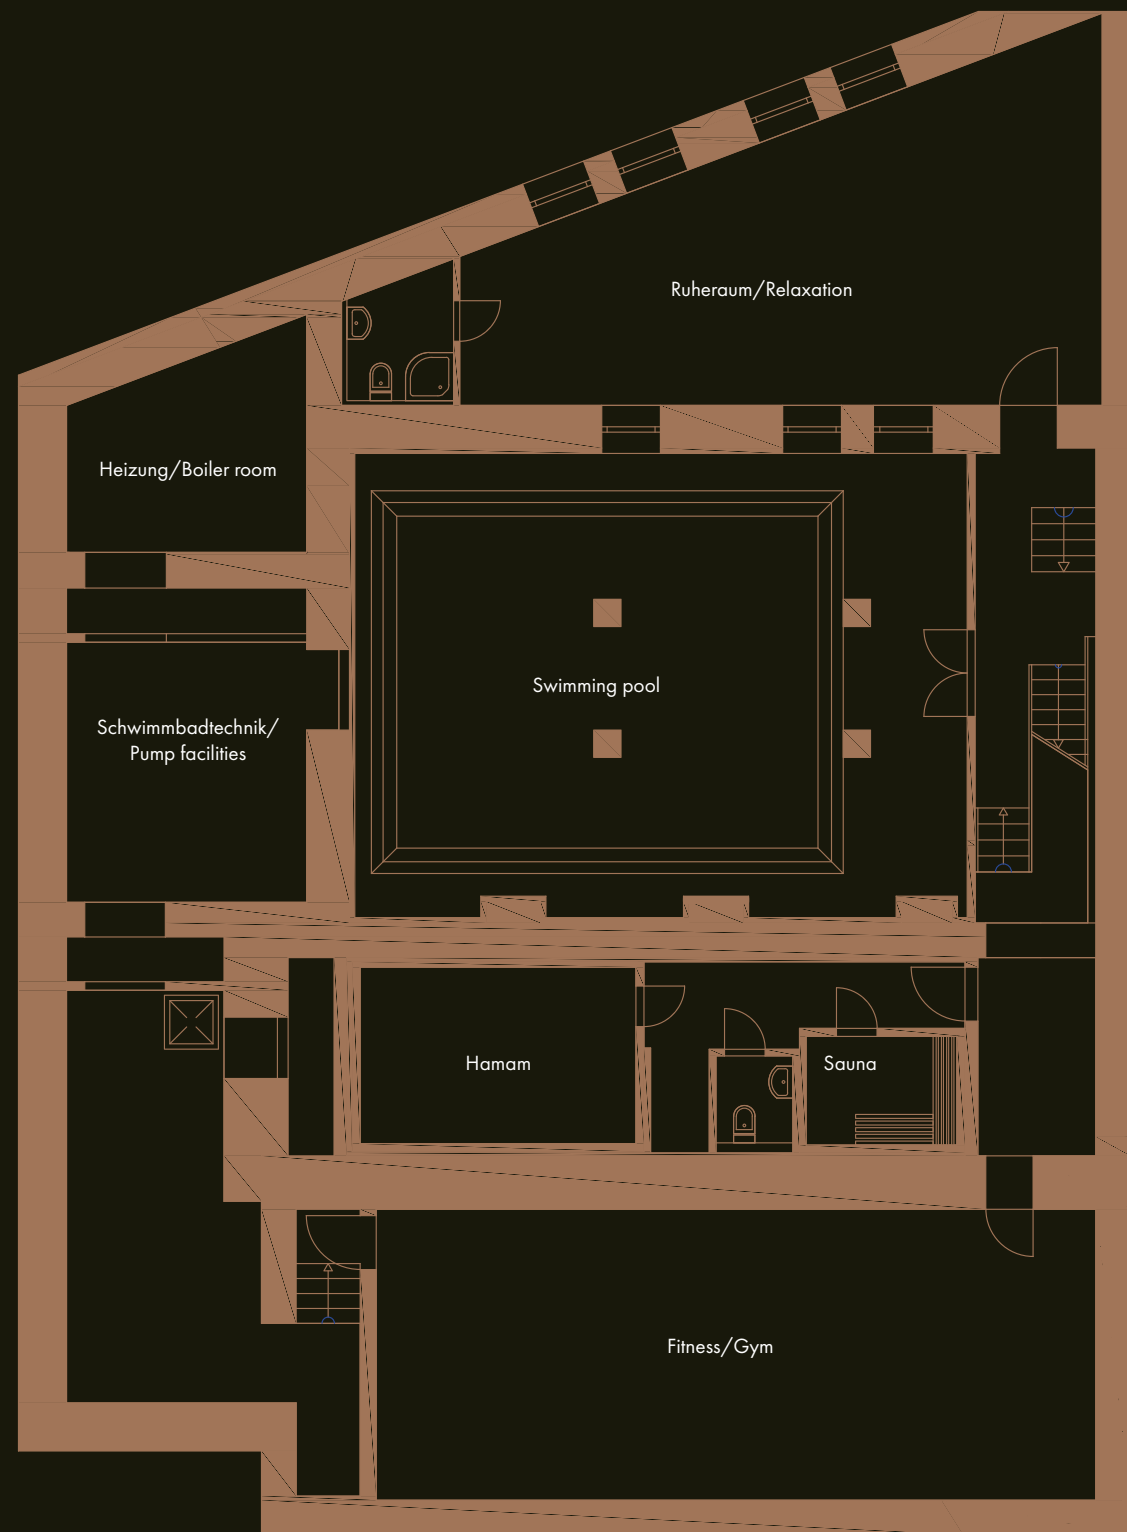 Ruheraum/Relaxation
Heizung/Boiler room
Swimming pool
Schwimmbadtechnik/
Pump facilities
Hamam
Sauna
Fitness/Gym